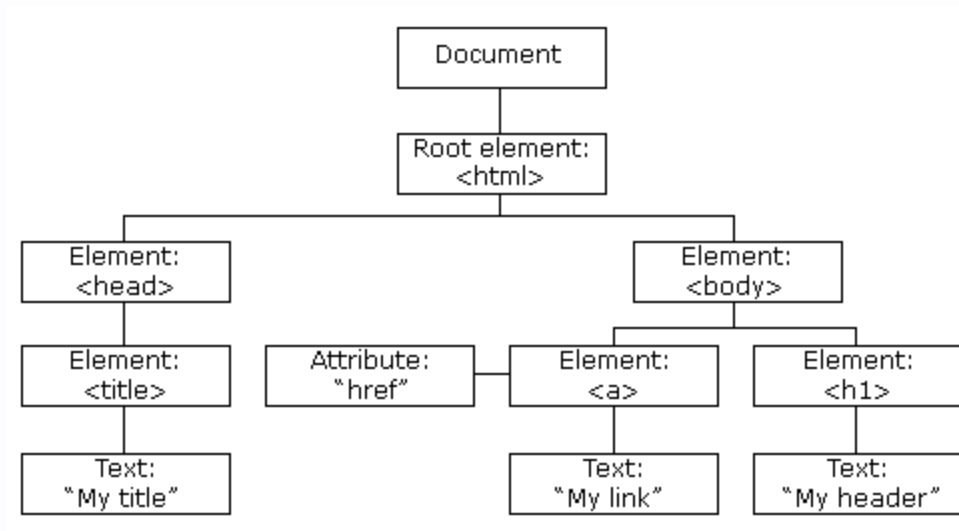 Document
Root element:
<html>
Element:
<head>
Element:
<body>
Element:
<title>
Attribute:
“href”
Element:
<a>
Element:
<h1>
Text:
“My title”
Text:
“My link”
Text:
“My header”